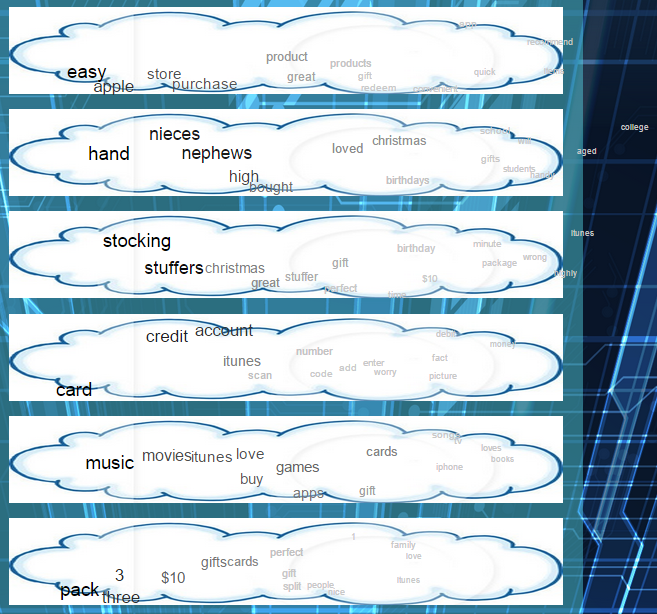 app
recommend
product
products
easy
store
great
gift
quick
items
apple
purchase
redeem
convenient
college
nieces
school
christmas
will
hand
nephews
loved
aged
gifts
high
students
handy
bought
birthdays
itunes
stocking
birthday
minute
wrong
stuffers
christmas
gift
package
highly
great
stuffer
$10
perfect
time
credit
account
debit
money
itunes
number
fact
scan
code
add
enter
worry
picture
card
movies
itunes
love
cards
songs
tv
loves
books
music
games
iphone
buy
apps
gift
1
family
perfect
love
giftscards
3
$10
gift
itunes
pack
three
split
people
nice